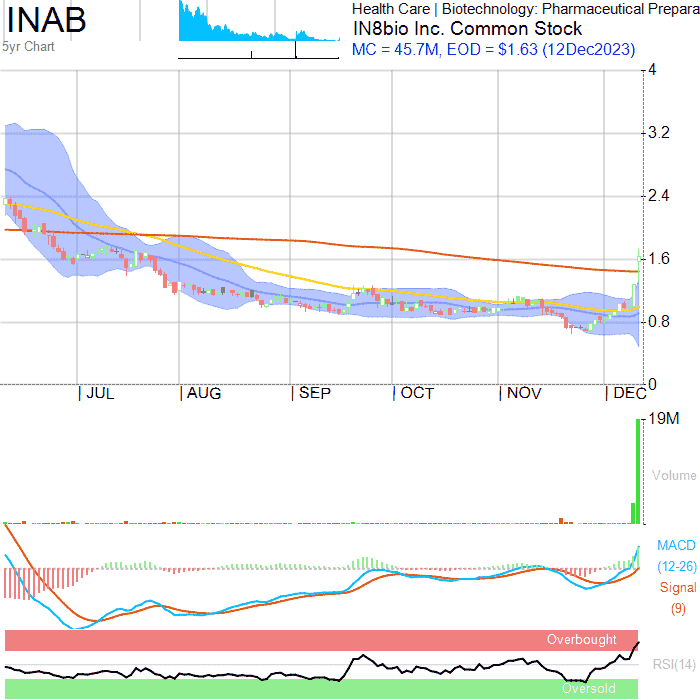 INAB
5yr Chart
Health Care | Biotechnology: Pharmaceutical Prepara
IN8bio Inc. Common Stock
MC = 45.7M, EOD = $1.63 (12Dec2023)
4
3.2
2.4
1.6
0.8
0
| JUL | AUG | SEP | OCT | NOV | DEC
19M
Volume
MACD
(12-26)
Signal
(9)
Overbought
RSI(14)
Oversold